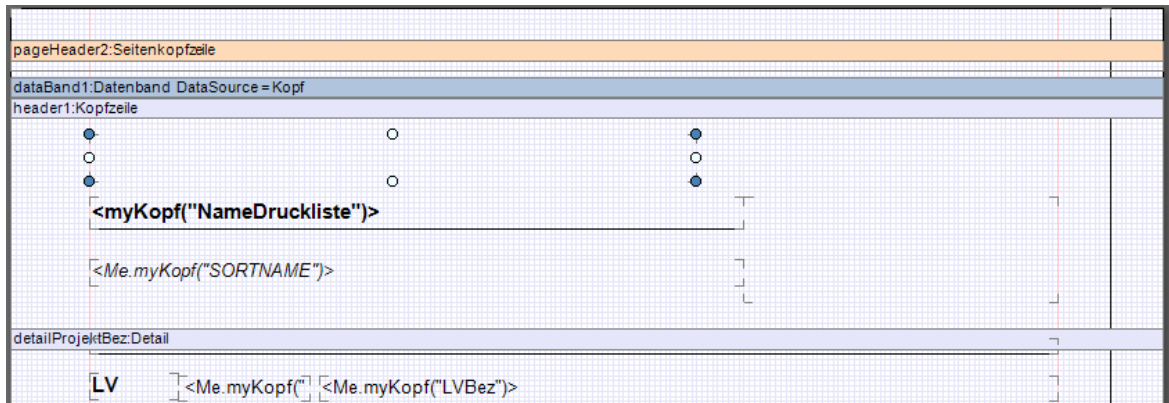 pageHeader2:Seitenkopfzeile
dataBand1:Datenband DataSource = Kopf
header1:Kopfzeile
<myKopf("NameDruckliste")>
<Me.myKopf("SORTNAME")>
detailProjektBez:Detail
LV <Me.myKopf(" <Me.myKopf("LVBez")>